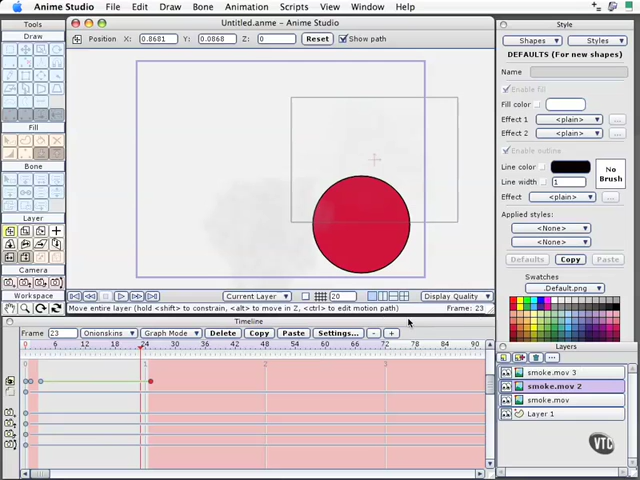 Anime Studio File Edit Draw Bone Animation Scripts View Window Help
Untitled.anme - Anime Studio
Tools
Style
Position X: 0.8681 Y: 0.0868 Z: 0 Reset Show path
Draw
Shapes: Styles:
DEFAULTS (For new shapes)
Name
Enable fill
Fill color
Effect 1 <plain> ...
Fill
Effect 2 <plain> ...
Enable outline
Bone
Line color
No Brush
Line width 1
Effect <plain> ...
Layer
Applied styles:
<None>
<None>
Camera
Defaults Copy Paste
Workspace
Current Layer 20 Display Quality
Swatches
.Default.png
Move entire layer (hold <shift> to constrain, <alt> to move in Z, <ctrl> to edit motion path) Frame: 23
Timeline
Frame 23 Onionskins Graph Mode Delete Copy Paste Settings... - +
0 6 12 18 24 30 36 42 48 54 60 66 72 78 84 90
Layers
0 1 2 3
smoke.mov 3
smoke.mov 2
smoke.mov
Layer 1
VTC